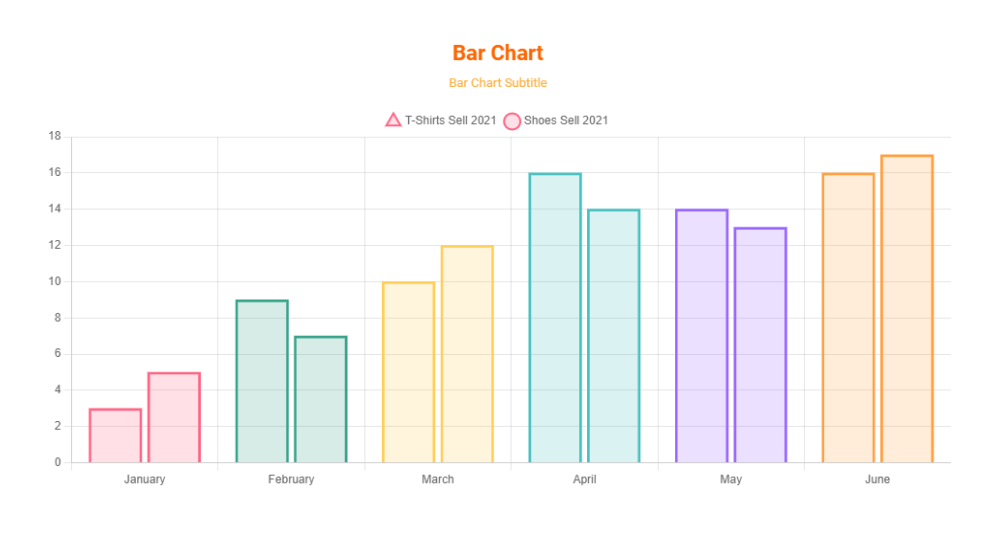 Bar Chart
Bar Chart Subtitle
T-Shirts Sell 2021 Shoes Sell 2021
18
16
14
12
10
8
6
4
2
0
January February March April May June